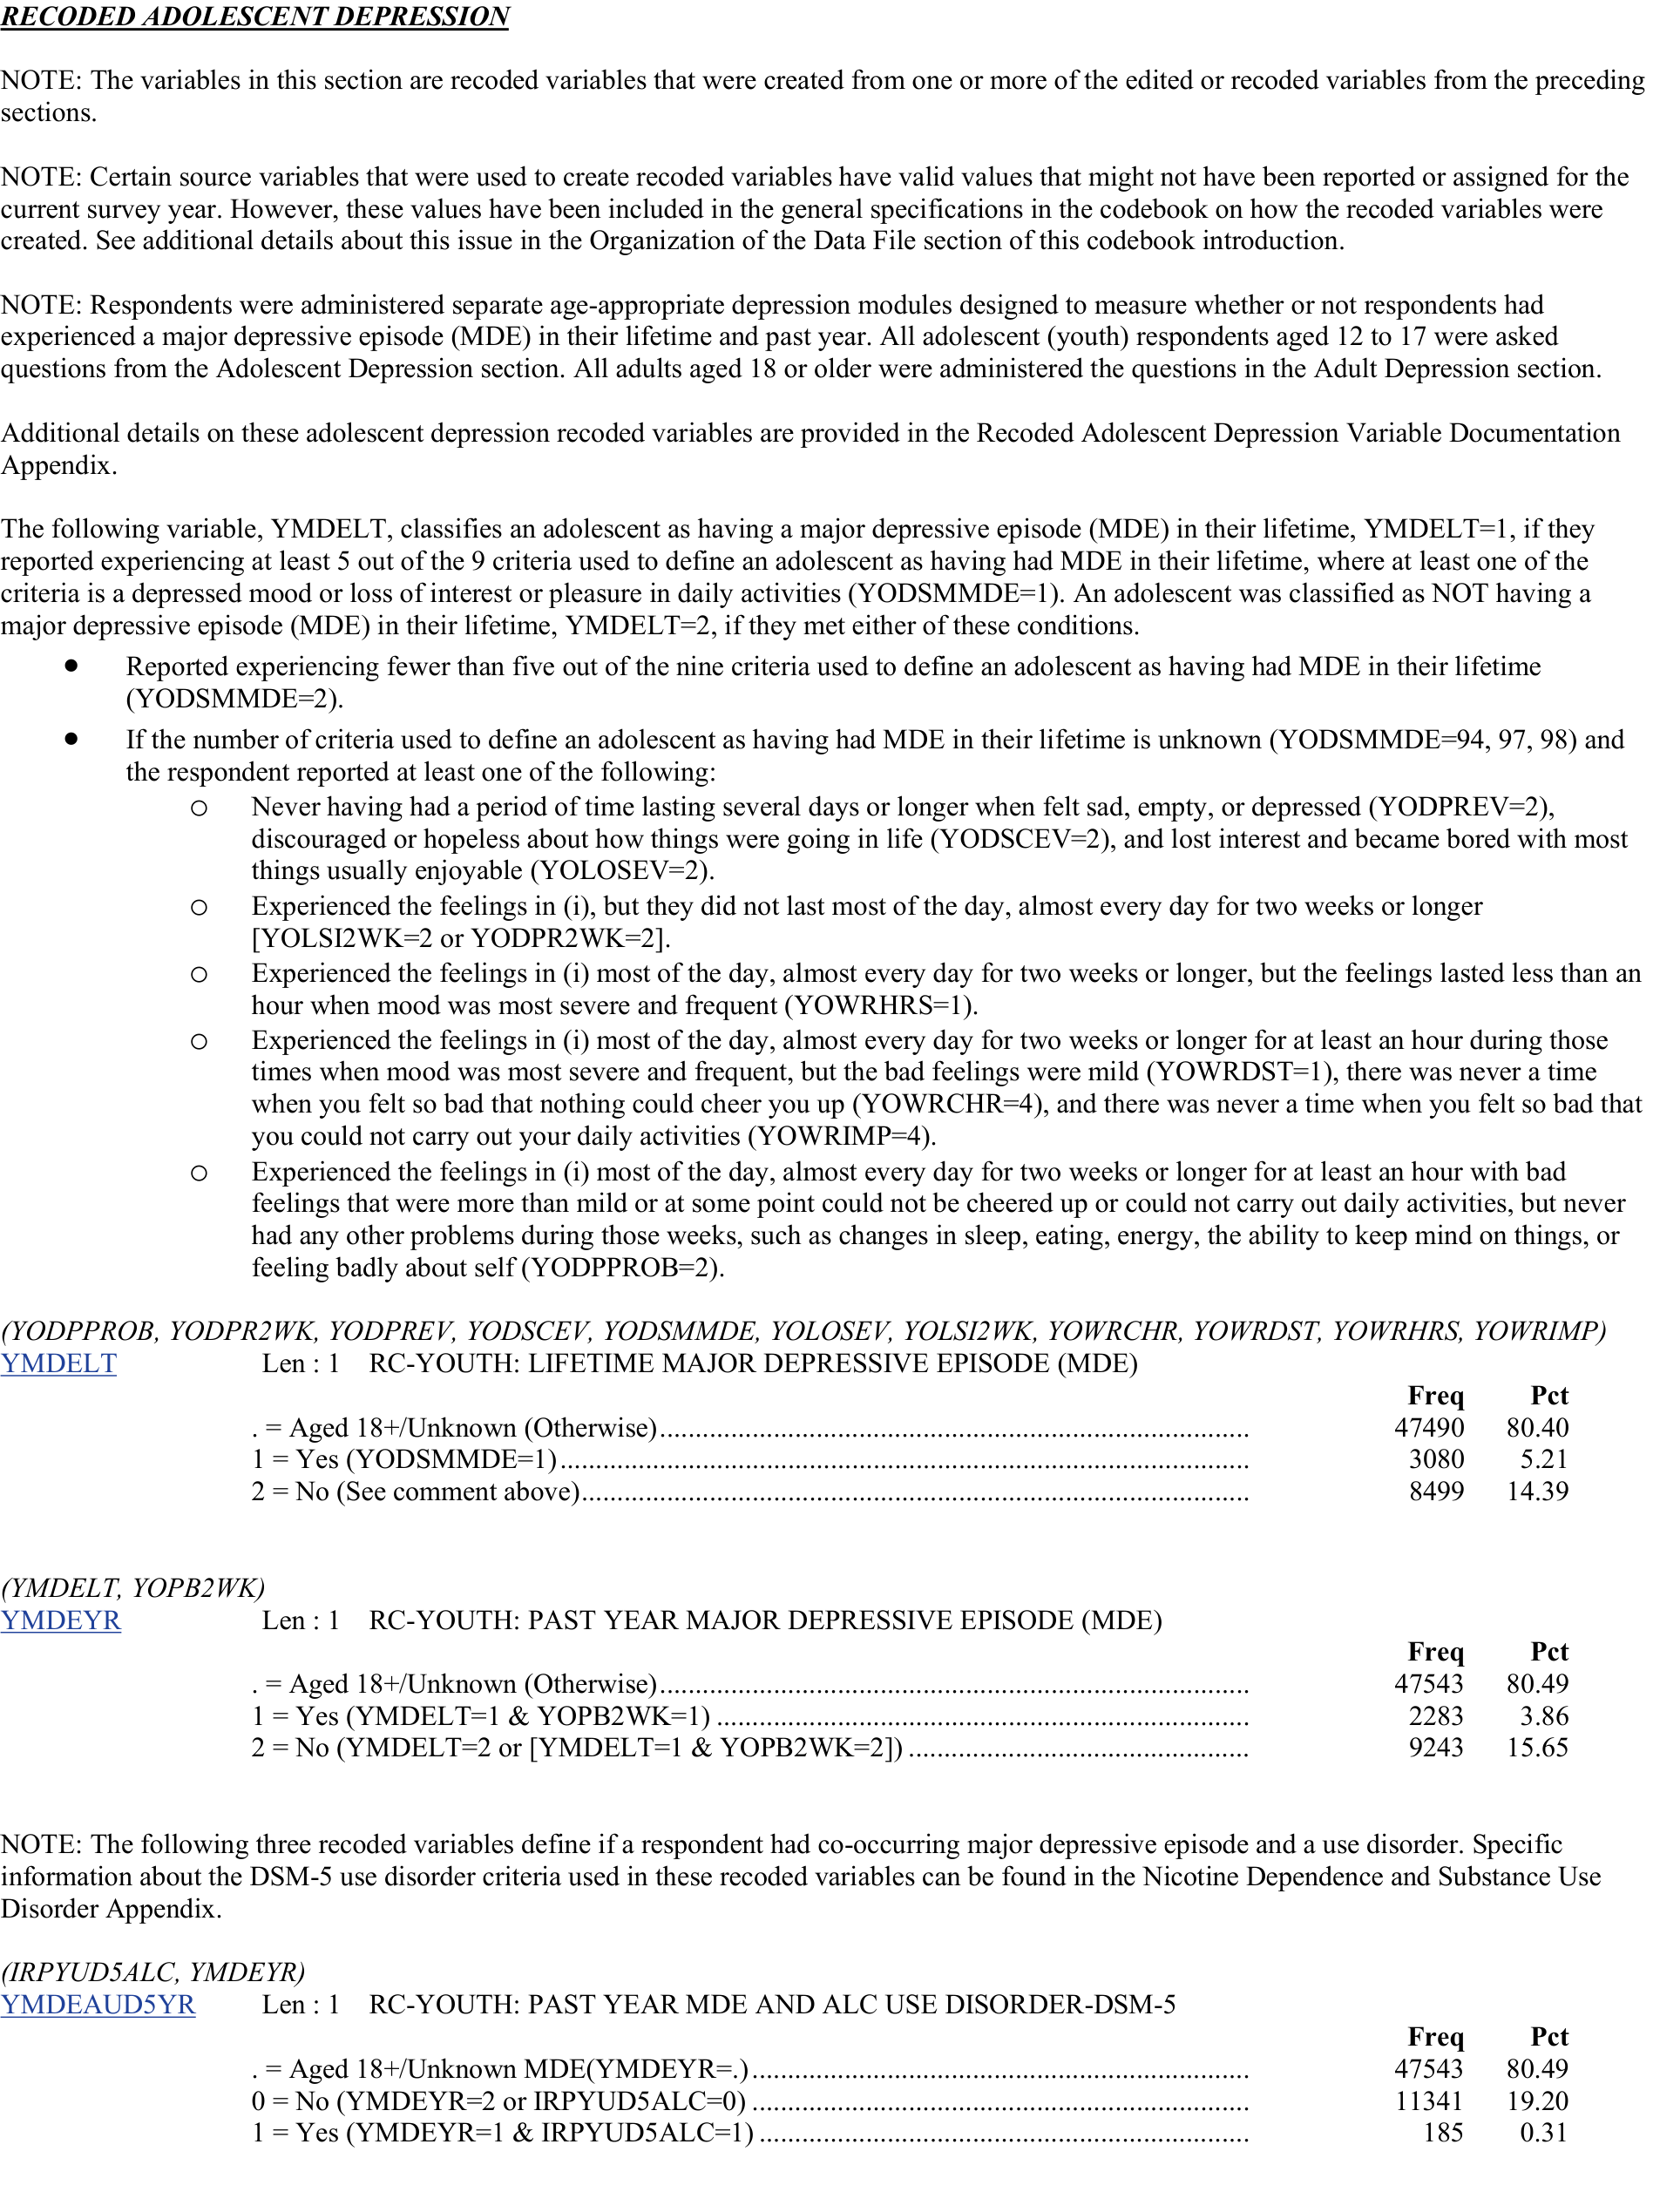 RECODED ADOLESCENT DEPRESSION
NOTE: The variables in this section are recoded variables that were created from one or more of the edited or recoded variables from the preceding
sections.
NOTE: Certain source variables that were used to create recoded variables have valid values that might not have been reported or assigned for the
current survey year. However, these values have been included in the general specifications in the codebook on how the recoded variables were
created. See additional details about this issue in the Organization of the Data File section of this codebook introduction.
NOTE: Respondents were administered separate age-appropriate depression modules designed to measure whether or not respondents had
experienced a major depressive episode (MDE) in their lifetime and past year. All adolescent (youth) respondents aged 12 to 17 were asked
questions from the Adolescent Depression section. All adults aged 18 or older were administered the questions in the Adult Depression section.
Additional details on these adolescent depression recoded variables are provided in the Recoded Adolescent Depression Variable Documentation
Appendix.
The following variable, YMDELT, classifies an adolescent as having a major depressive episode (MDE) in their lifetime, YMDELT=1, if they
reported experiencing at least 5 out of the 9 criteria used to define an adolescent as having had MDE in their lifetime, where at least one of the
criteria is a depressed mood or loss of interest or pleasure in daily activities (YODSMMDE=1). An adolescent was classified as NOT having a
major depressive episode (MDE) in their lifetime, YMDELT=2, if they met either of these conditions.
● Reported experiencing fewer than five out of the nine criteria used to define an adolescent as having had MDE in their lifetime
(YODSMMDE=2).
● If the number of criteria used to define an adolescent as having had MDE in their lifetime is unknown (YODSMMDE=94, 97, 98) and
the respondent reported at least one of the following:
○ Never having had a period of time lasting several days or longer when felt sad, empty, or depressed (YODPREV=2),
discouraged or hopeless about how things were going in life (YODSCEV=2), and lost interest and became bored with most
things usually enjoyable (YOLOSEV=2).
○ Experienced the feelings in (i), but they did not last most of the day, almost every day for two weeks or longer
[YOLSI2WK=2 or YODPR2WK=2].
○ Experienced the feelings in (i) most of the day, almost every day for two weeks or longer, but the feelings lasted less than an
hour when mood was most severe and frequent (YOWRHRS=1).
○ Experienced the feelings in (i) most of the day, almost every day for two weeks or longer for at least an hour during those
times when mood was most severe and frequent, but the bad feelings were mild (YOWRDST=1), there was never a time
when you felt so bad that nothing could cheer you up (YOWRCHR=4), and there was never a time when you felt so bad that
you could not carry out your daily activities (YOWRIMP=4).
○ Experienced the feelings in (i) most of the day, almost every day for two weeks or longer for at least an hour with bad
feelings that were more than mild or at some point could not be cheered up or could not carry out daily activities, but never
had any other problems during those weeks, such as changes in sleep, eating, energy, the ability to keep mind on things, or
feeling badly about self (YODPPROB=2).
(YODPPROB, YODPR2WK, YODPREV, YODSCEV, YODSMMDE, YOLOSEV, YOLSI2WK, YOWRCHR, YOWRDST, YOWRHRS, YOWRIMP)
YMDELT Len : 1 RC-YOUTH: LIFETIME MAJOR DEPRESSIVE EPISODE (MDE)
Freq Pct
. = Aged 18+/Unknown (Otherwise)........ 47490 80.40
1 = Yes (YODSMMDE=1)........ 3080 5.21
2 = No (See comment above)........ 8499 14.39
(YMDELT, YOPB2WK)
YMDEYR Len : 1 RC-YOUTH: PAST YEAR MAJOR DEPRESSIVE EPISODE (MDE)
Freq Pct
. = Aged 18+/Unknown (Otherwise)........ 47543 80.49
1 = Yes (YMDELT=1 & YOPB2WK=1) ........ 2283 3.86
2 = No (YMDELT=2 or [YMDELT=1 & YOPB2WK=2]) ........ 9243 15.65
NOTE: The following three recoded variables define if a respondent had co-occurring major depressive episode and a use disorder. Specific
information about the DSM-5 use disorder criteria used in these recoded variables can be found in the Nicotine Dependence and Substance Use
Disorder Appendix.
(IRPYUD5ALC, YMDEYR)
YMDEAUD5YR Len : 1 RC-YOUTH: PAST YEAR MDE AND ALC USE DISORDER-DSM-5
Freq Pct
. = Aged 18+/Unknown MDE(YMDEYR=.)........ 47543 80.49
0 = No (YMDEYR=2 or IRPYUD5ALC=0) ........ 11341 19.20
1 = Yes (YMDEYR=1 & IRPYUD5ALC=1) ........ 185 0.31